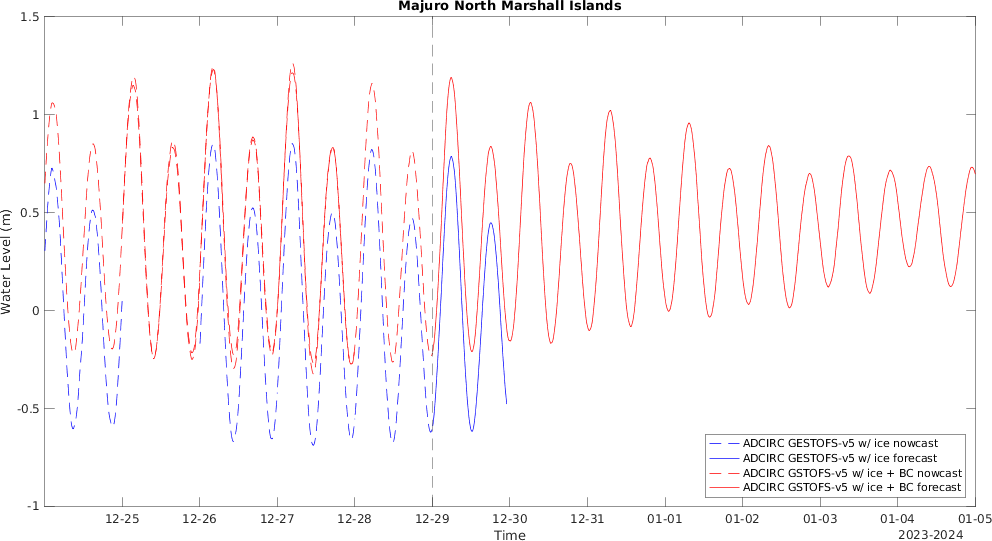 Majuro North Marshall Islands
1.5
1
0.5
0
-0.5
-1
Water Level (m)
ADCIRC GESTOFS-v5 w/ ice nowcast
ADCIRC GESTOFS-v5 w/ ice forecast
ADCIRC GSTOFS-v5 w/ ice + BC nowcast
ADCIRC GSTOFS-v5 w/ ice + BC forecast
12-25 12-26 12-27 12-28 12-29 12-30 12-31 01-01 01-02 01-03 01-04 01-05
Time
2023-2024